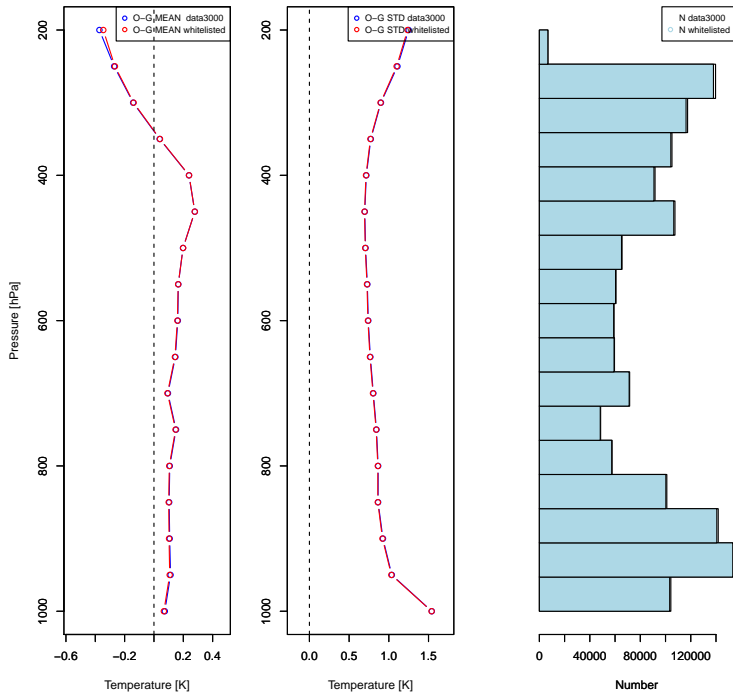 O−G MEAN data3000
O−G MEAN whitelisted
O−G STD data3000
O−G STD whitelisted
N data3000
N whitelisted
Pressure [hPa]
200
400
600
800
1000
−0.6
−0.2
0.2
0.4
Temperature [K]
200
400
600
800
1000
0.0
0.5
1.0
1.5
Temperature [K]
0
40000
80000
120000
Number